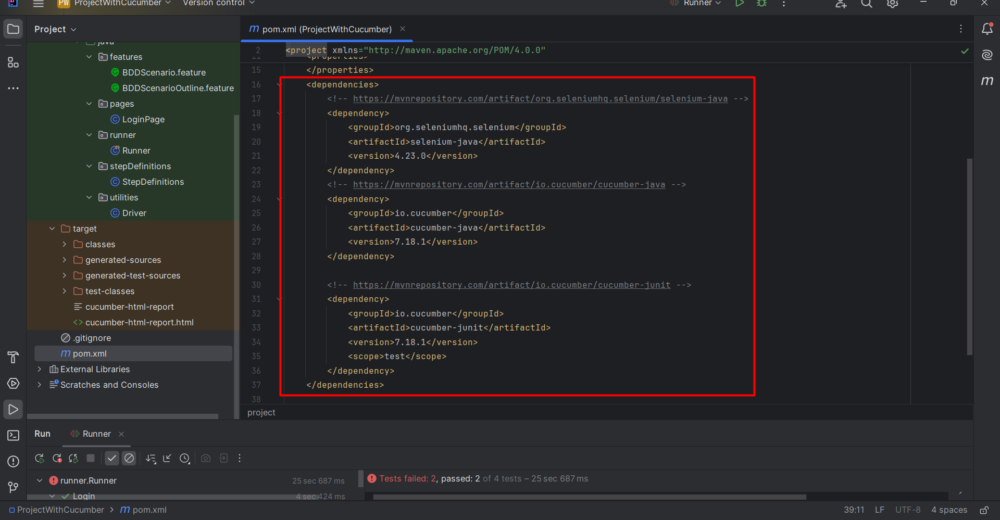 PW ProjectWithCucumber Version control Runner
Project
pom.xml (ProjectWithCucumber)
java
features
BDDScenario.feature
BDDScenarioOutline.feature
pages
LoginPage
runner
Runner
stepDefinitions
StepDefinitions
utilities
Driver
target
classes
generated-sources
generated-test-sources
test-classes
cucumber-html-report
cucumber-html-report.html
.gitignore
pom.xml
External Libraries
Scratches and Consoles
2 <project xmlns="http://maven.apache.org/POM/4.0.0"
11 <properties>
15 </properties>
16 <dependencies>
17 <!-- https://mvnrepository.com/artifact/org.seleniumhq.selenium/selenium-java -->
18 <dependency>
19 <groupId>org.seleniumhq.selenium</groupId>
20 <artifactId>selenium-java</artifactId>
21 <version>4.23.0</version>
22 </dependency>
23 <!-- https://mvnrepository.com/artifact/io.cucumber/cucumber-java -->
24 <dependency>
25 <groupId>io.cucumber</groupId>
26 <artifactId>cucumber-java</artifactId>
27 <version>7.18.1</version>
28 </dependency>
29
30 <!-- https://mvnrepository.com/artifact/io.cucumber/cucumber-junit -->
31 <dependency>
32 <groupId>io.cucumber</groupId>
33 <artifactId>cucumber-junit</artifactId>
34 <version>7.18.1</version>
35 <scope>test</scope>
36 </dependency>
37 </dependencies>
38
project
Run Runner
runner.Runner 25 sec 687 ms
Login 4 sec 424 ms
Tests failed: 2, passed: 2 of 4 tests – 25 sec 687 ms
ProjectWithCucumber > m pom.xml 39:11 LF UTF-8 4 spaces